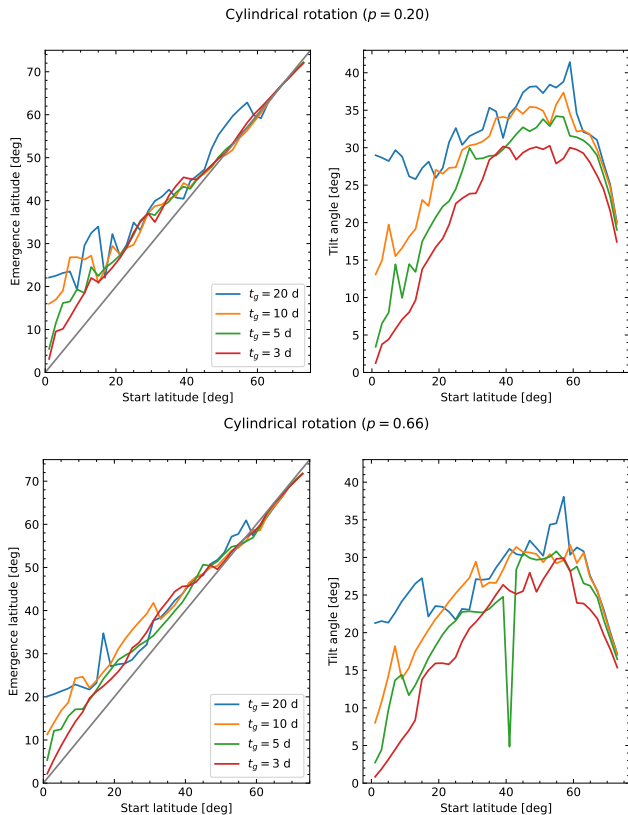 Cylindrical rotation (p = 0.20)
Emergence latitude [deg]
70
60
50
40
30
20
10
0
0
20
40
60
Start latitude [deg]
t_g = 20 d
t_g = 10 d
t_g = 5 d
t_g = 3 d
Tilt angle [deg]
40
35
30
25
20
15
10
5
0
0
20
40
60
Start latitude [deg]
Cylindrical rotation (p = 0.66)
Emergence latitude [deg]
70
60
50
40
30
20
10
0
0
20
40
60
Start latitude [deg]
t_g = 20 d
t_g = 10 d
t_g = 5 d
t_g = 3 d
Tilt angle [deg]
40
35
30
25
20
15
10
5
0
0
20
40
60
Start latitude [deg]